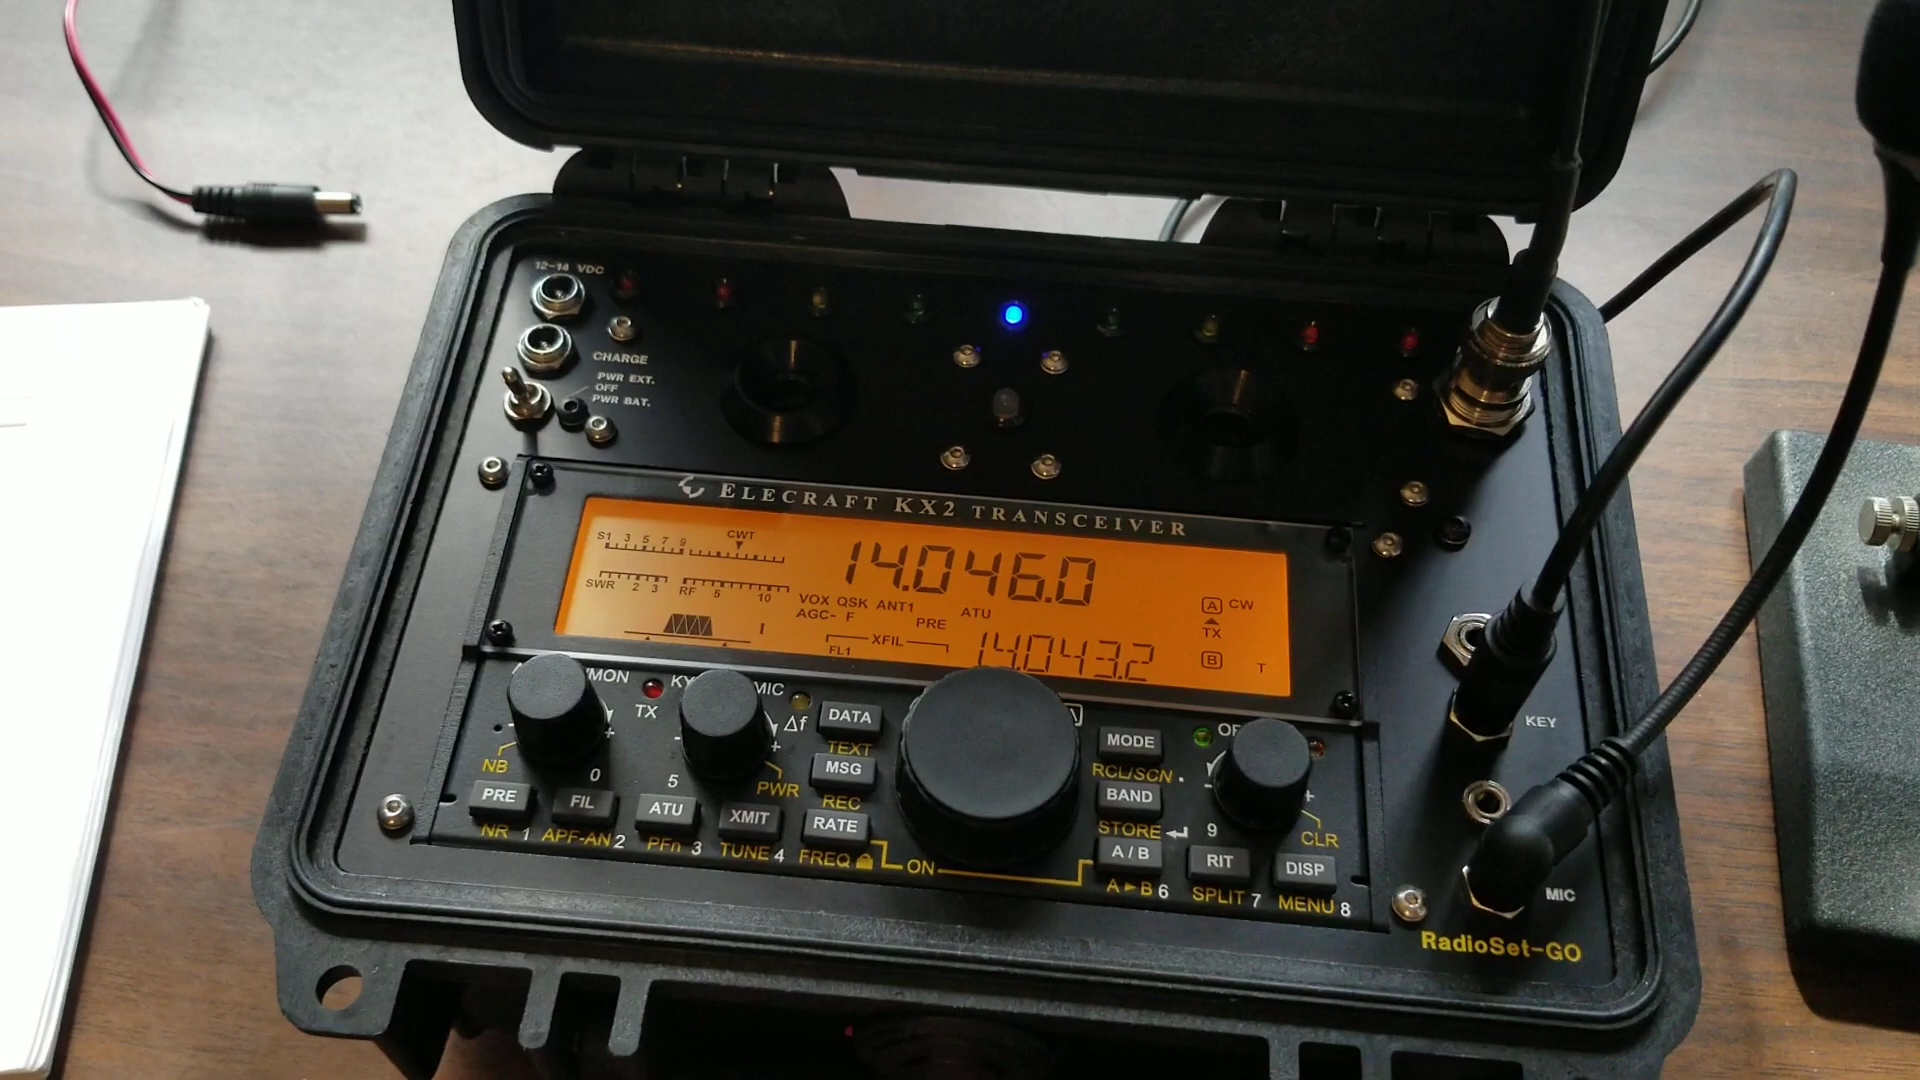 12-14 VDC
CHARGE
PWR EXT.
OFF
PWR BAT.
ELECRAFT KX2 TRANSCEIVER
S1 3 5 7 9
CWT
14.046.0
SWR 2 3 RF 5 10
VOX QSK ANT1 ATU
AGC- F PRE
A CW
TX
B T
I
XFIL
FL1
14.043.2
/MON
TX
MIC
Δf
NB
0
5
PWR
DATA
TEXT
MSG
REC
RATE
FREQ
PRE
FIL
ATU
XMIT
NR 1
APF-AN 2
PFn 3
TUNE 4
ON
MODE
RCL/SCN
BAND
STORE
9
A / B
RIT
DISP
CLR
A►B 6
SPLIT 7
MENU 8
KEY
MIC
RadioSet-GO